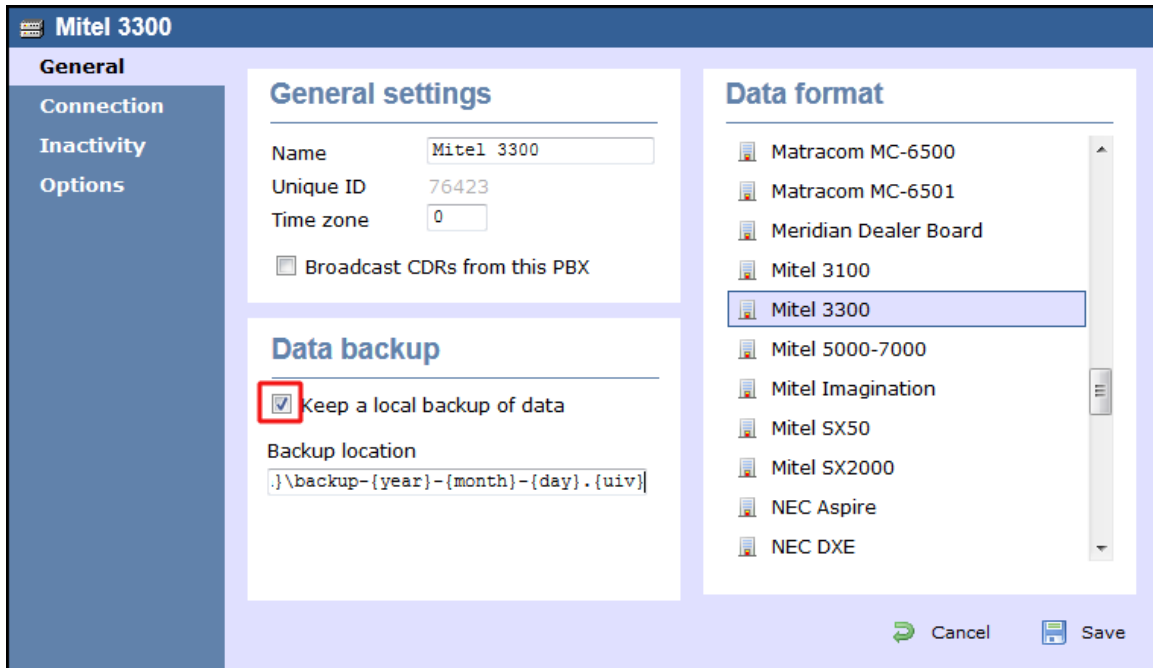 Mitel 3300
General
Connection
Inactivity
Options
General settings
Name Mitel 3300
Unique ID 76423
Time zone 0
Broadcast CDRs from this PBX
Data backup
Keep a local backup of data
Backup location
.}\backup-{year}-{month}-{day}.{uiv}
Data format
Matracom MC-6500
Matracom MC-6501
Meridian Dealer Board
Mitel 3100
Mitel 3300
Mitel 5000-7000
Mitel Imagination
Mitel SX50
Mitel SX2000
NEC Aspire
NEC DXE
Cancel Save